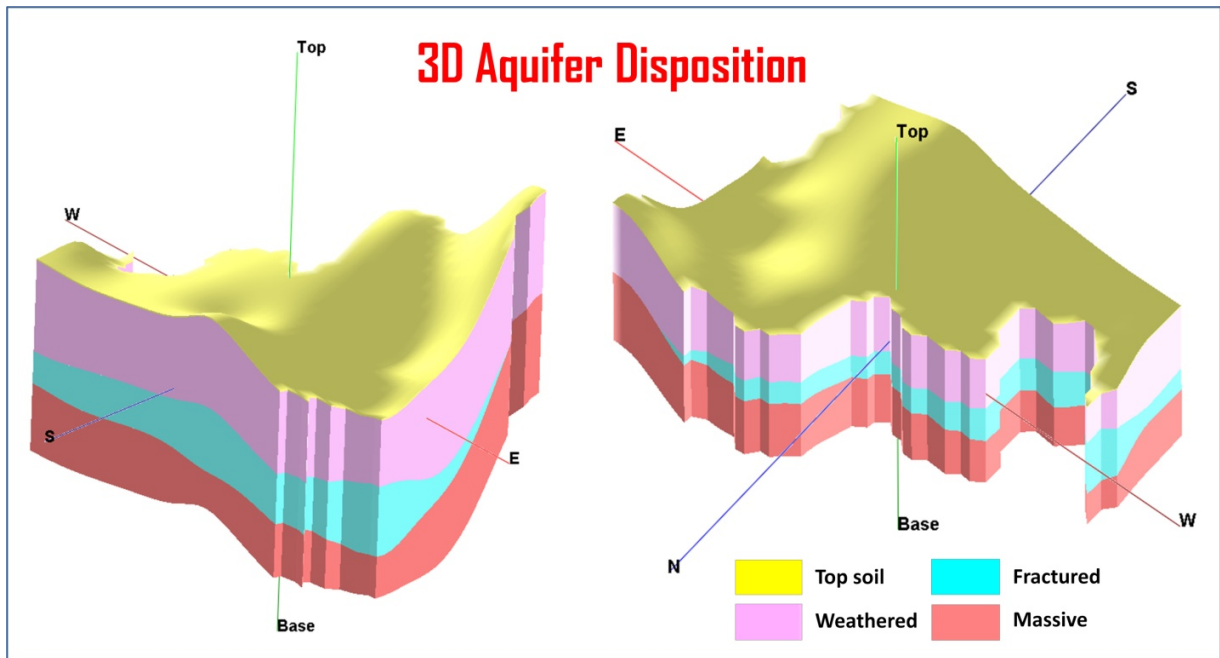 3D Aquifer Disposition
Top
W
S
E
Base
S
E
Top
N
Base
W
Top soil
Fractured
Weathered
Massive